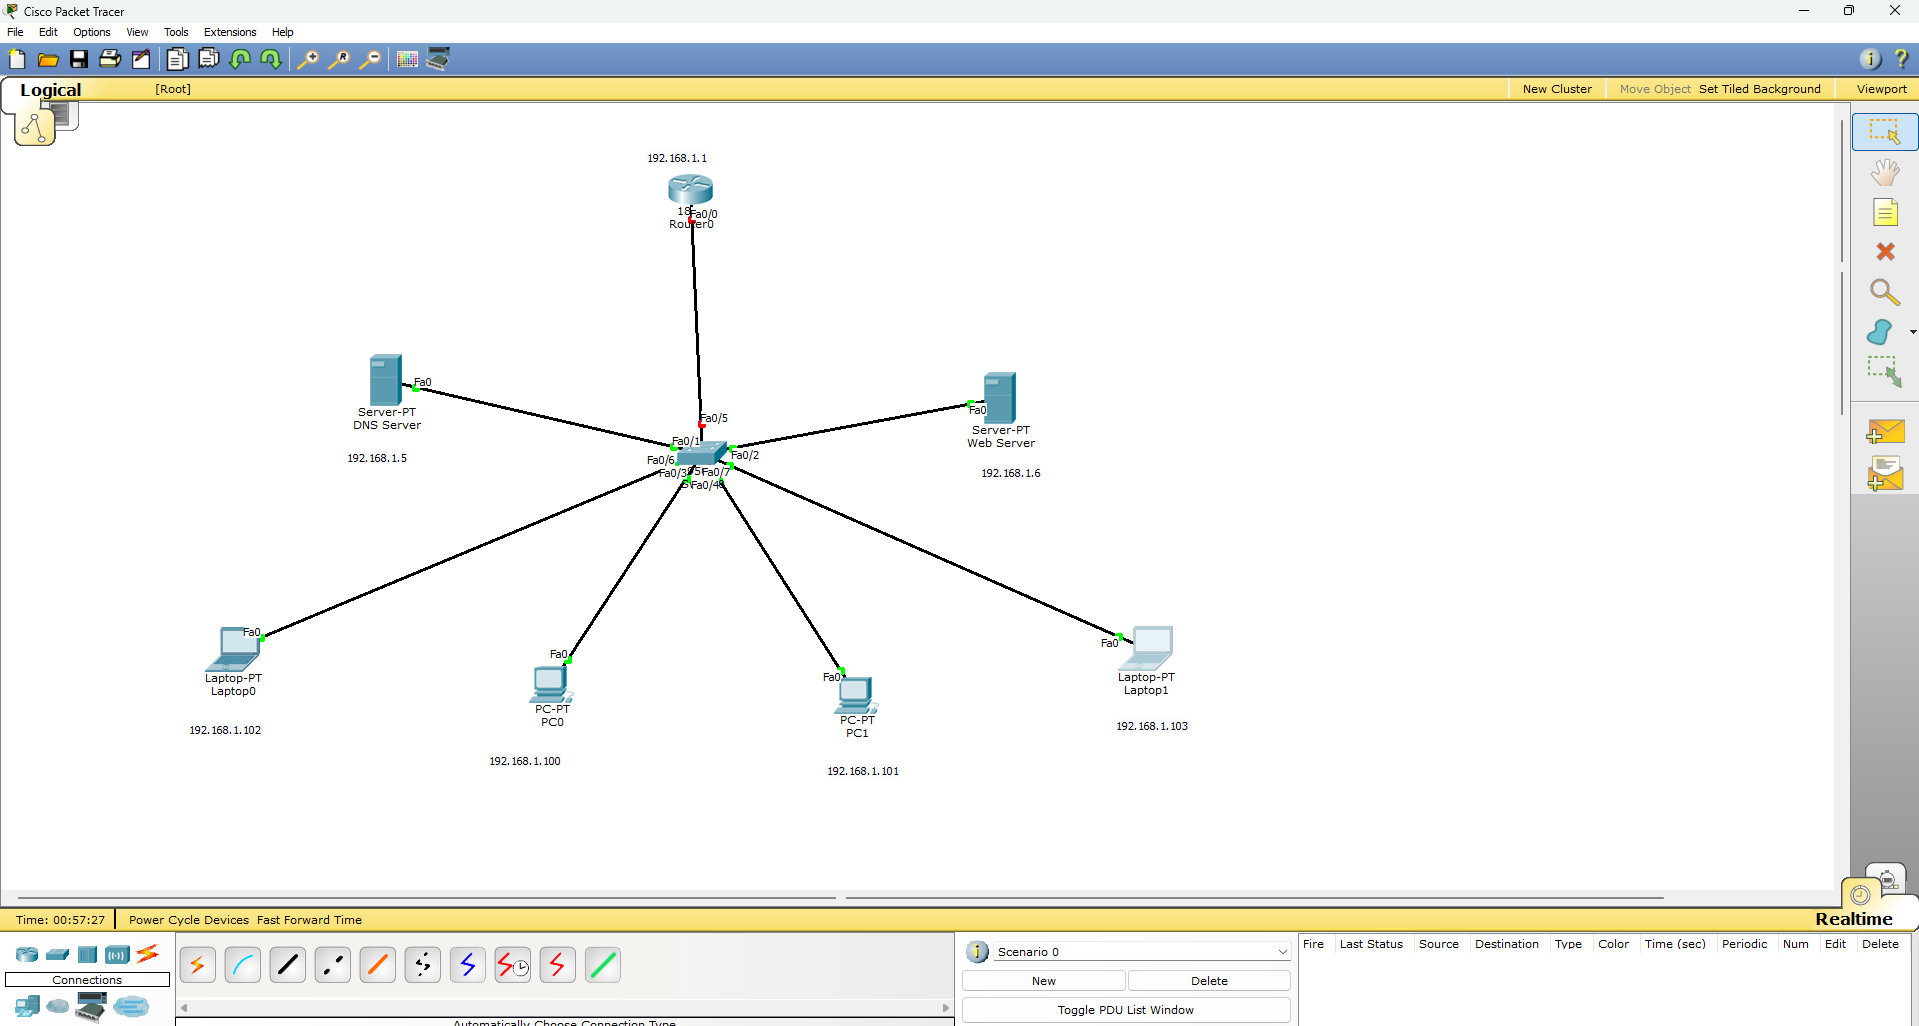 Cisco Packet Tracer
File Edit Options View Tools Extensions Help
Logical [Root] New Cluster Move Object Set Tiled Background Viewport
192.168.1.1
Fa0/0
Router0
Fa0
Server-PT
DNS Server
192.168.1.5
Fa0
Server-PT
Web Server
192.168.1.6
Fa0/5
Fa0/1
Fa0/2
Fa0/6
Fa0/3
Fa0/7
Fa0/4
Fa0
Laptop-PT
Laptop0
192.168.1.102
Fa0
PC-PT
PC0
192.168.1.100
Fa0
PC-PT
PC1
192.168.1.101
Fa0
Laptop-PT
Laptop1
192.168.1.103
Time: 00:57:27 Power Cycle Devices Fast Forward Time Realtime
Connections
Automatically Choose Connection Type
Scenario 0
New Delete
Toggle PDU List Window
Fire Last Status Source Destination Type Color Time (sec) Periodic Num Edit Delete